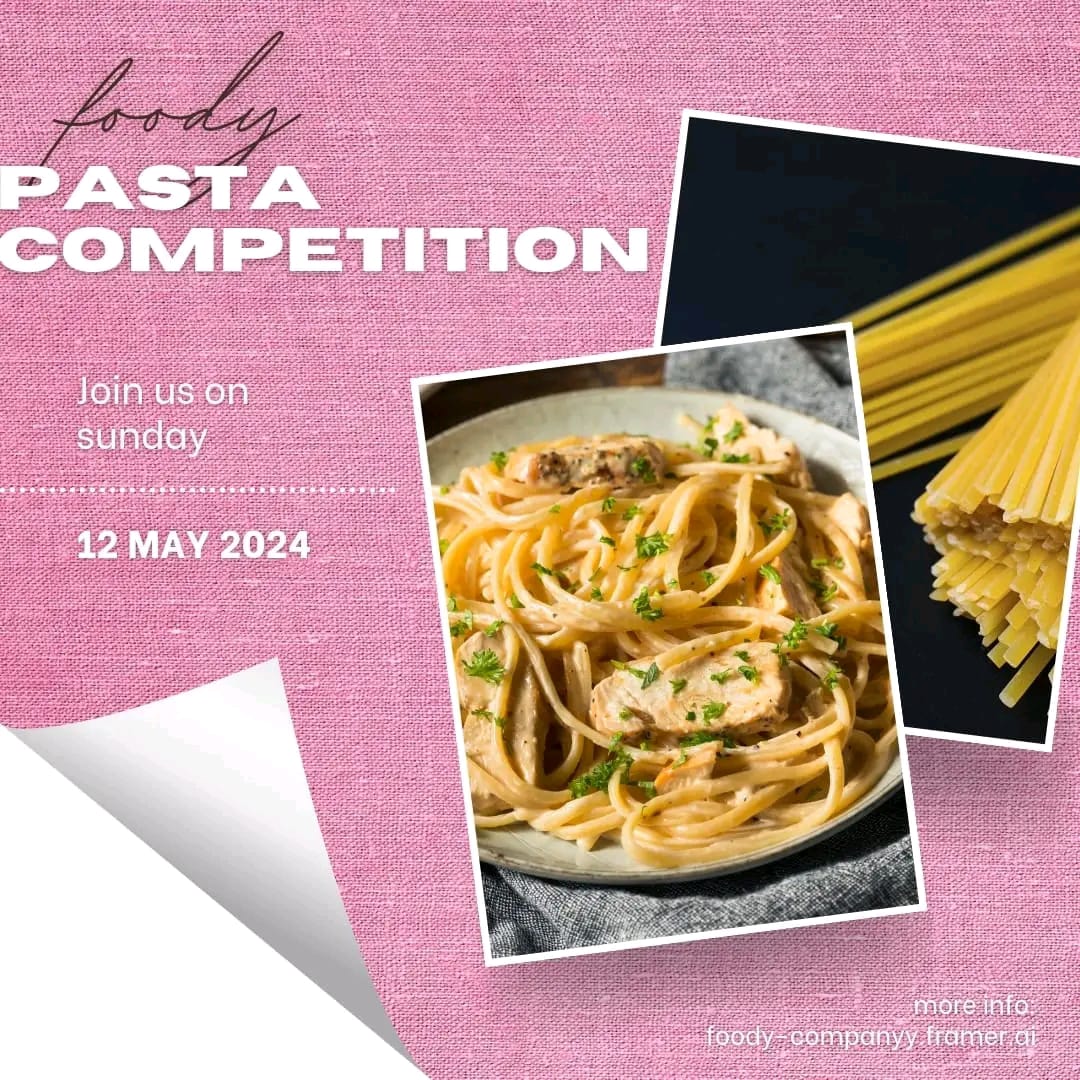 foody
PASTA
COMPETITION
Join us on
sunday
12 MAY 2024
more info:
foody-companyy.framer.ai